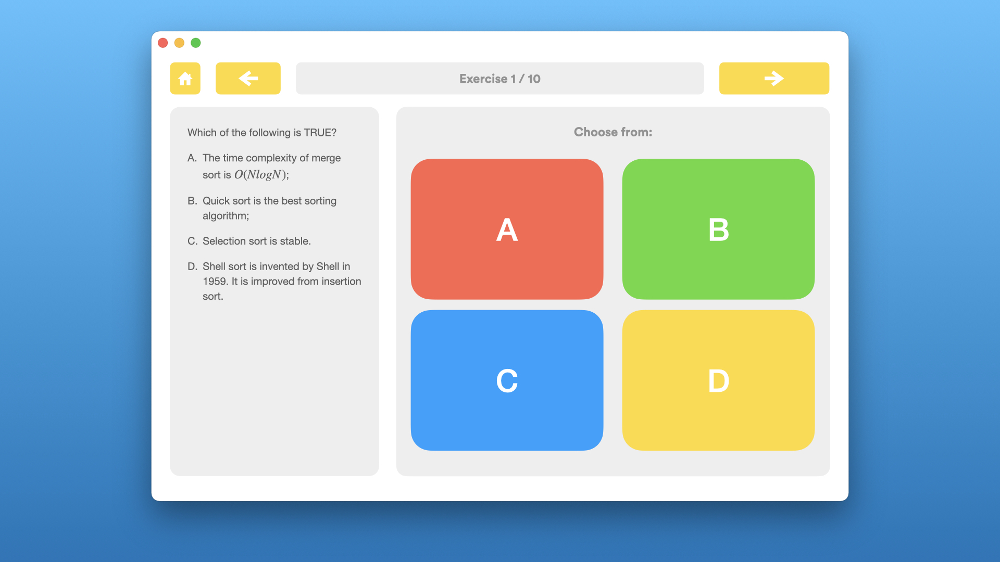 Exercise 1 / 10
Which of the following is TRUE?
A. The time complexity of merge
sort is O(NlogN);
B. Quick sort is the best sorting
algorithm;
C. Selection sort is stable.
D. Shell sort is invented by Shell in
1959. It is improved from insertion
sort.
Choose from:
A
B
C
D